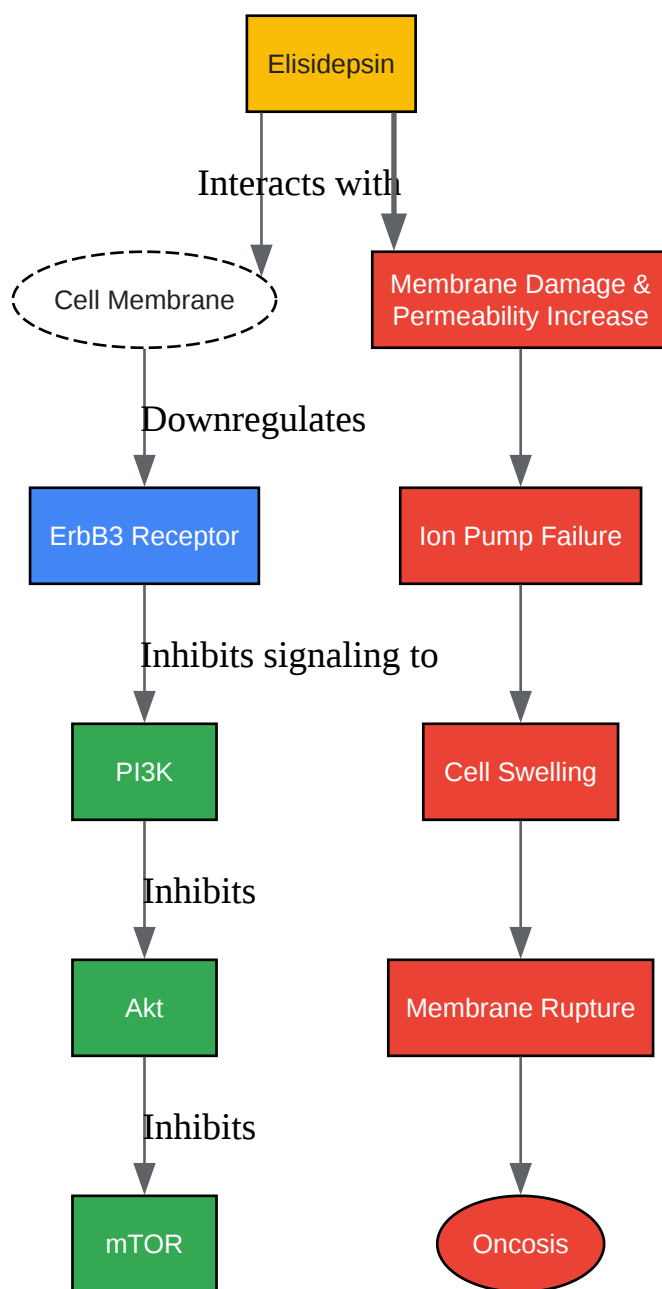 Elisidepsin
Interacts with
Cell Membrane
Membrane Damage &
Permeability Increase
Downregulates
ErbB3 Receptor
Ion Pump Failure
Inhibits signaling to
PI3K
Cell Swelling
Inhibits
Akt
Membrane Rupture
Inhibits
mTOR
Oncosis